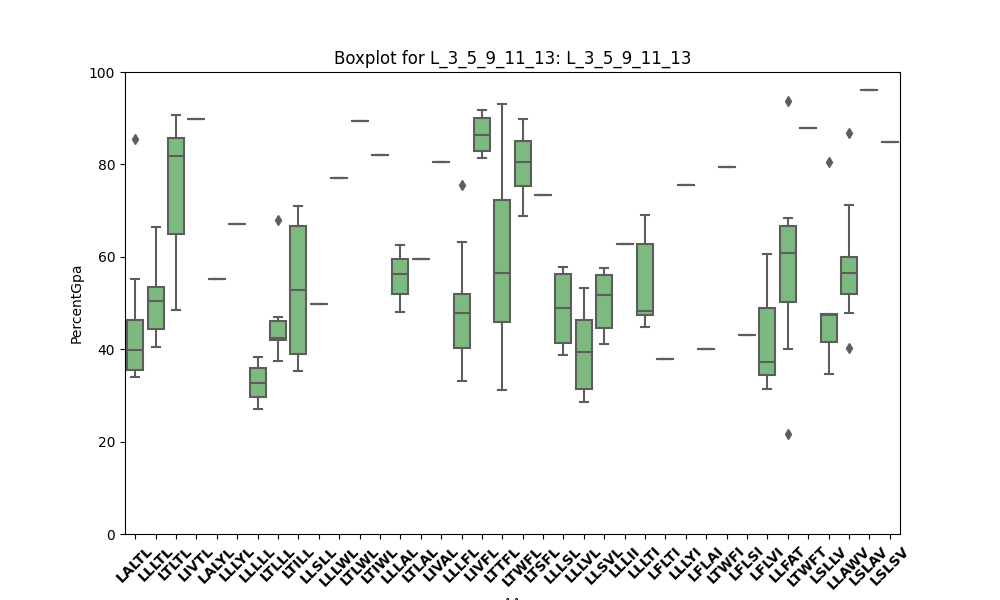 Boxplot for L_3_5_9_11_13: L_3_5_9_11_13
100
80
60
40
20
0
PercentGpa
LALTL
LLLTL
LTLTL
LIVTL
LALYL
LLLYL
LLLLL
LTLLL
LTILL
LLSLL
LLLWL
LTLWL
LTIWL
LLLAL
LTLAL
LIVAL
LLLFL
LIVFL
LTTFL
LTWFL
LTSFL
LLLSL
LLLVL
LLSVL
LLLII
LLLTI
LFLTI
LLLYI
LFLAI
LTWFI
LFLSI
LFLVI
LLFAT
LTWFT
LSLLV
LLAWV
LSLAV
LSLSV